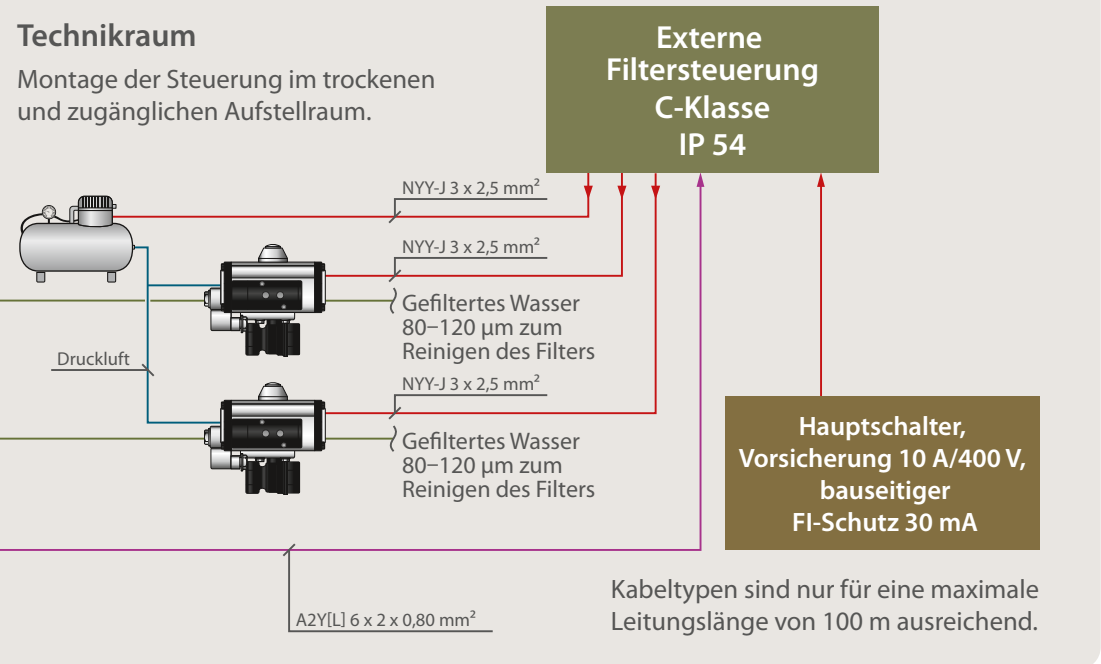 Technikraum
Montage der Steuerung im trockenen
und zugänglichen Aufstellraum.
Externe
Filtersteuerung
C-Klasse
IP 54
NYY-J 3 x 2,5 mm²
NYY-J 3 x 2,5 mm²
Gefiltertes Wasser
80–120 µm zum
Reinigen des Filters
Druckluft
NYY-J 3 x 2,5 mm²
Gefiltertes Wasser
80–120 µm zum
Reinigen des Filters
Hauptschalter,
Vorsicherung 10 A/400 V,
bauseitiger
FI-Schutz 30 mA
A2Y[L] 6 x 2 x 0,80 mm²
Kabeltypen sind nur für eine maximale
Leitungslänge von 100 m ausreichend.